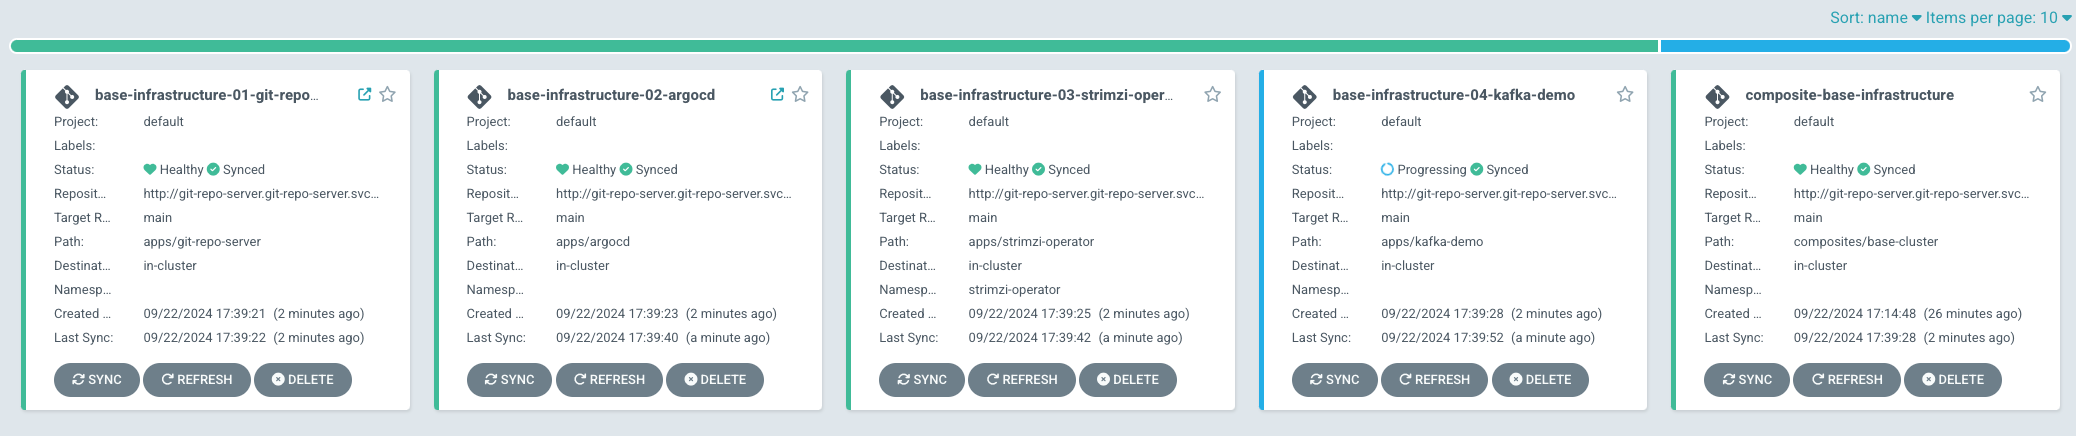 Sort: name Items per page: 10
base-infrastructure-01-git-repo…
Project: default
Labels:
Status: Healthy Synced
Reposit… http://git-repo-server.git-repo-server.svc…
Target R… main
Path: apps/git-repo-server
Destinat… in-cluster
Namesp…
Created … 09/22/2024 17:39:21 (2 minutes ago)
Last Sync: 09/22/2024 17:39:22 (2 minutes ago)
SYNC REFRESH DELETE
base-infrastructure-02-argocd
Project: default
Labels:
Status: Healthy Synced
Reposit… http://git-repo-server.git-repo-server.svc…
Target R… main
Path: apps/argocd
Destinat… in-cluster
Namesp…
Created … 09/22/2024 17:39:23 (2 minutes ago)
Last Sync: 09/22/2024 17:39:40 (a minute ago)
SYNC REFRESH DELETE
base-infrastructure-03-strimzi-oper…
Project: default
Labels:
Status: Healthy Synced
Reposit… http://git-repo-server.git-repo-server.svc…
Target R… main
Path: apps/strimzi-operator
Destinat… in-cluster
Namesp… strimzi-operator
Created … 09/22/2024 17:39:25 (2 minutes ago)
Last Sync: 09/22/2024 17:39:42 (a minute ago)
SYNC REFRESH DELETE
base-infrastructure-04-kafka-demo
Project: default
Labels:
Status: Progressing Synced
Reposit… http://git-repo-server.git-repo-server.svc…
Target R… main
Path: apps/kafka-demo
Destinat… in-cluster
Namesp…
Created … 09/22/2024 17:39:28 (2 minutes ago)
Last Sync: 09/22/2024 17:39:52 (a minute ago)
SYNC REFRESH DELETE
composite-base-infrastructure
Project: default
Labels:
Status: Healthy Synced
Reposit… http://git-repo-server.git-repo-server.svc…
Target R… main
Path: composites/base-cluster
Destinat… in-cluster
Namesp…
Created … 09/22/2024 17:14:48 (26 minutes ago)
Last Sync: 09/22/2024 17:39:28 (2 minutes ago)
SYNC REFRESH DELETE